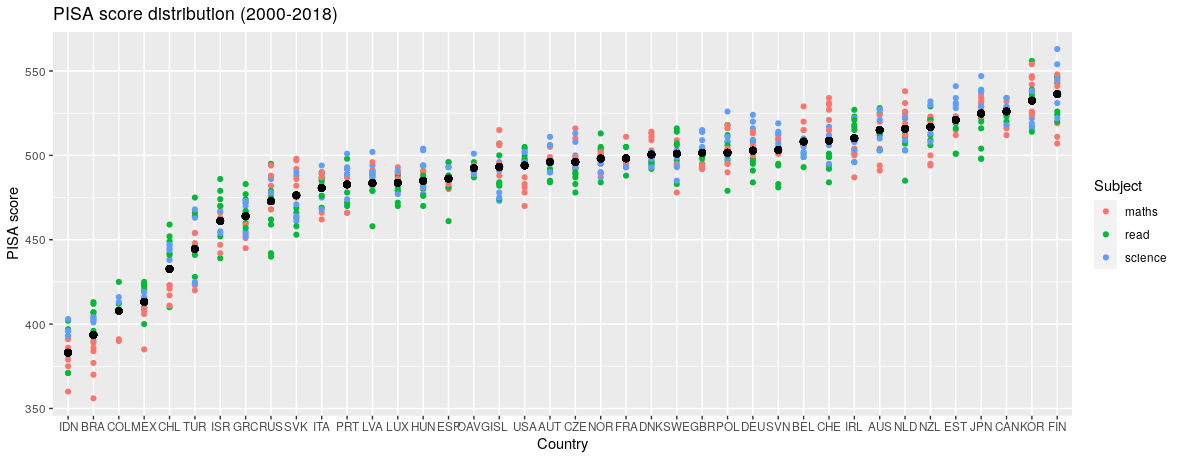 PISA score distribution (2000-2018)
PISA score
550
500
450
400
350
IDN BRA COL MEX CHL TUR ISR GRC RUS SVK ITA PRT LVA LUX HUN ESP OAVG ISL USA AUT CZE NOR FRA DNK SWE GBR POL DEU SVN BEL CHE IRL AUS NLD NZL EST JPN CAN KOR FIN
Country
Subject
maths
read
science